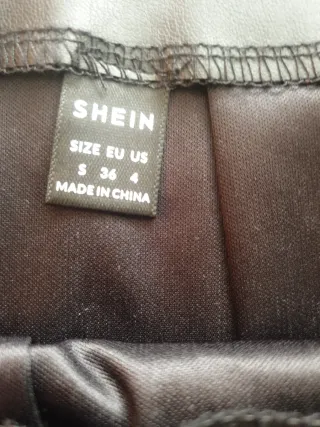 SHEIN
SIZE EU US
S 36 4
MADE IN CHINA